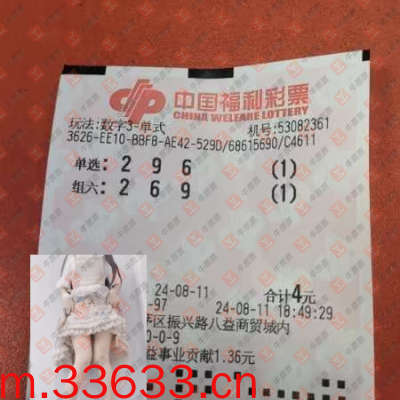 中国福利彩票
CHINA WELFARE LOTTERY
玩法:数字3-单式 机号:53082361
3626-EE10-B8FB-AE42-529D/68615690/C4611
单选: 2 9 6 (1)
组六: 2 6 9 (1)
24-08-11 合计4元
-97 24-08-11 18:49:29
区振兴路八益商贸城内
0-0-9
益事业贡献1.36元
m.33633.cn